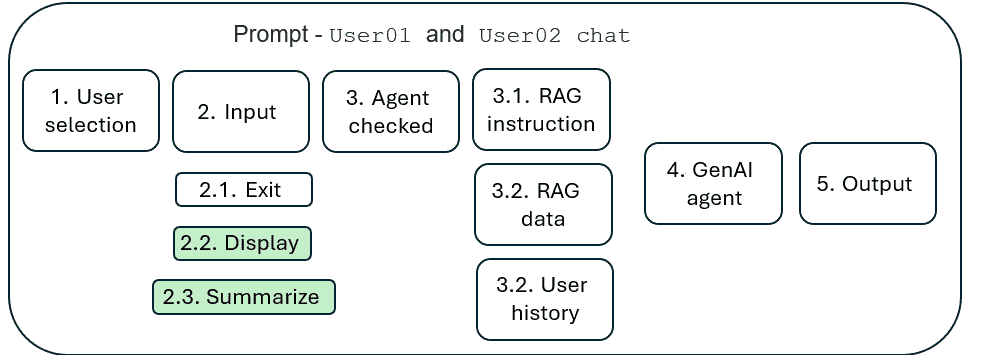 Prompt - User01 and User02 chat
1. User
selection
2. Input
3. Agent
checked
3.1. RAG
instruction
2.1. Exit
2.2. Display
2.3. Summarize
3.2. RAG
data
3.2. User
history
4. GenAI
agent
5. Output